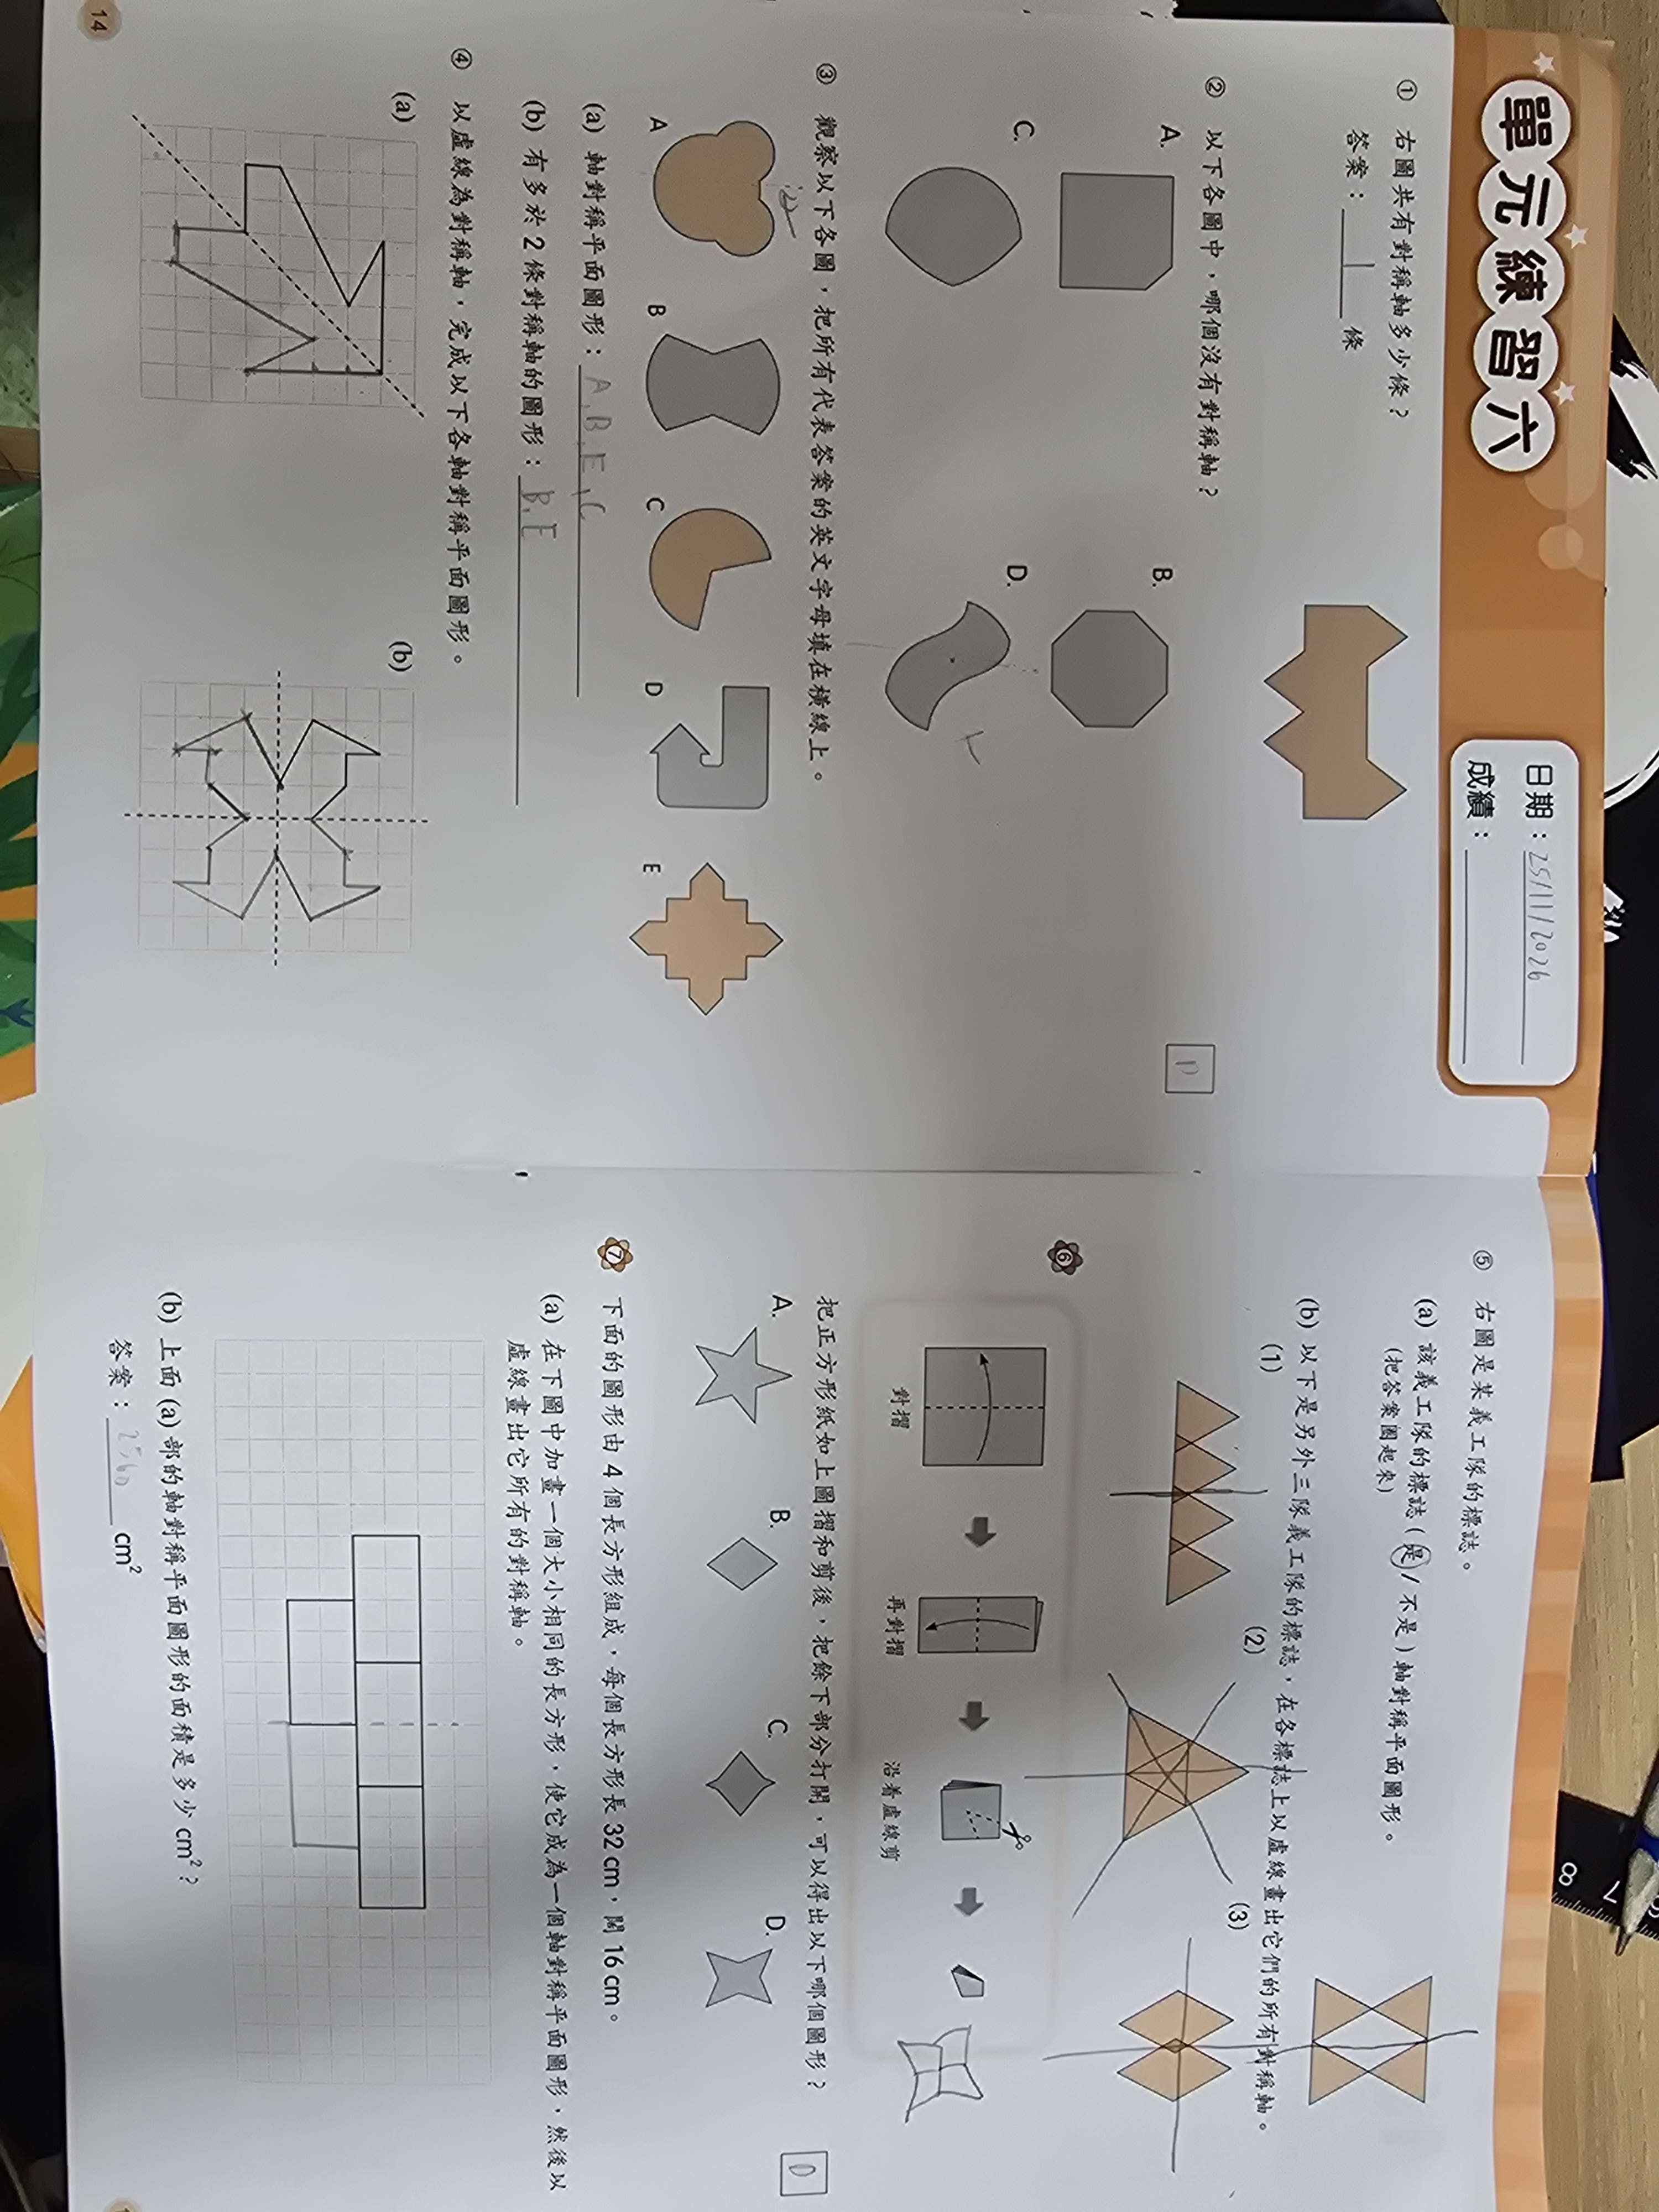 單元練習六
日期：25/11/2026
成績：
① 右圖共有對稱軸多少條？
答案：1 條
② 以下各圖中，哪個沒有對稱軸？
D
A.
B.
C.
D.
③ 觀察以下各圖，把所有代表答案的英文字母填在橫線上。
A
B
C
D
E
(a) 軸對稱平面圖形：A,B,E,C
(b) 有多於 2 條對稱軸的圖形：B,E
④ 以虛線為對稱軸，完成以下各軸對稱平面圖形。
(a)
(b)
14
⑤ 右圖是某義工隊的標誌。
(a) 該義工隊的標誌（是/不是）軸對稱平面圖形。
(把答案圈起來)
(b) 以下是另外三隊義工隊的標誌，在各標誌上以虛線畫出它們的所有對稱軸。
(1)
(2)
(3)
⑥
對摺
再對摺
沿着虛線剪
把正方形紙如上圖摺和剪後，把餘下部分打開，可以得出以下哪個圖形？
D
A.
B.
C.
D.
⑦ 下面的圖形由 4 個長方形組成，每個長方形長 32 cm，闊 16 cm。
(a) 在下圖中加畫一個大小相同的長方形，使它成為一個軸對稱平面圖形，然後以
虛線畫出它所有的對稱軸。
(b) 上面 (a) 部的軸對稱平面圖形的面積是多少 cm²？
答案：2560 cm²
8
7